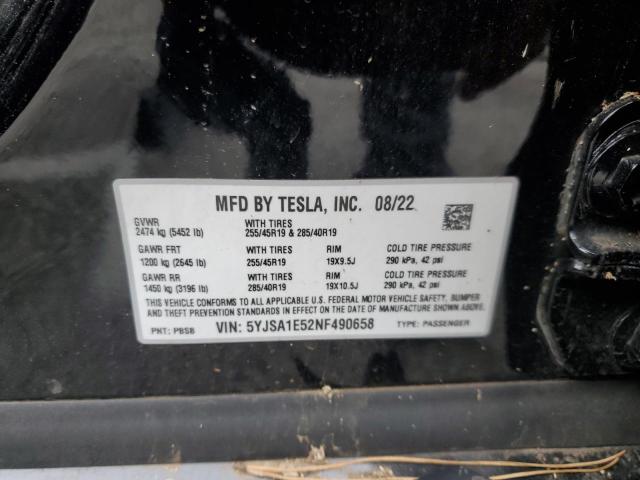 MFD BY TESLA, INC. 08/22
GVWR WITH TIRES
2474 kg (5452 lb) 255/45R19 & 285/40R19
GAWR FRT WITH TIRES RIM COLD TIRE PRESSURE
1200 kg (2645 lb) 255/45R19 19X9.5J 290 kPa, 42 psi
GAWR RR WITH TIRES RIM COLD TIRE PRESSURE
1450 kg (3196 lb) 285/40R19 19X10.5J 290 kPa, 42 psi
THIS VEHICLE CONFORMS TO ALL APPLICABLE U.S. FEDERAL MOTOR VEHICLE SAFETY, BUMPER,
AND THEFT PREVENTION STANDARDS IN EFFECT ON THE DATE OF MANUFACTURE SHOWN ABOVE.
PNT: PBSB VIN: 5YJSA1E52NF490658 TYPE: PASSENGER